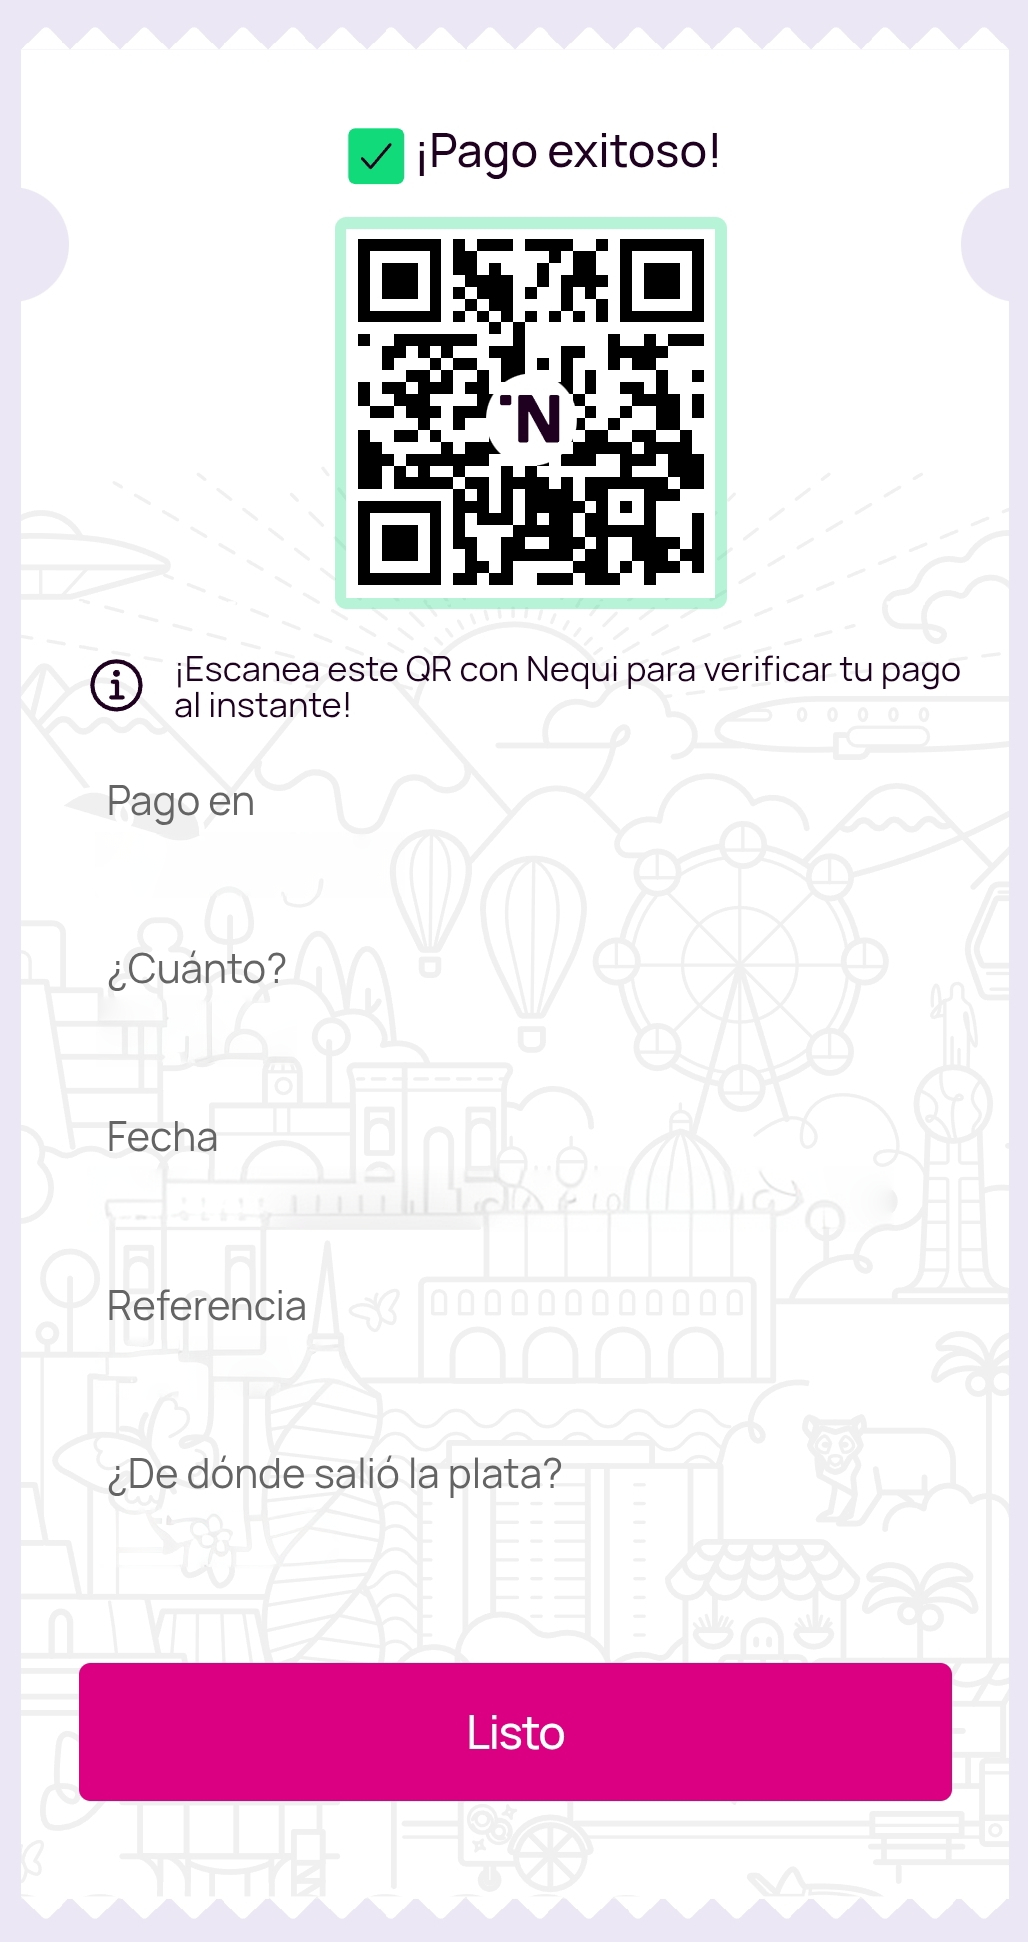 ¡Pago exitoso!
N
¡Escanea este QR con Nequi para verificar tu pago
al instante!
Pago en
¿Cuánto?
Fecha
Referencia
¿De dónde salió la plata?
Listo